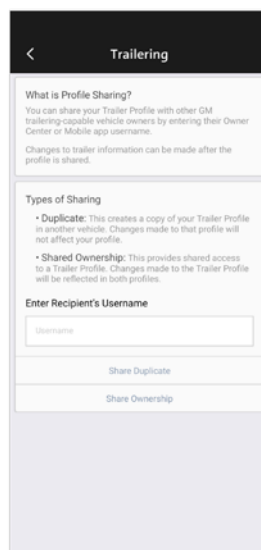 Trailering
What is Profile Sharing?
You can share your Trailer Profile with other GM
trailering-capable vehicle owners by entering their Owner
Center or Mobile app username.
Changes to trailer information can be made after the
profile is shared.
Types of Sharing
• Duplicate: This creates a copy of your Trailer Profile
in another vehicle. Changes made to that profile will
not affect your profile.
• Shared Ownership: This provides shared access
to a Trailer Profile. Changes made to the Trailer Profile
will be reflected in both profiles.
Enter Recipient's Username
Username
Share Duplicate
Share Ownership